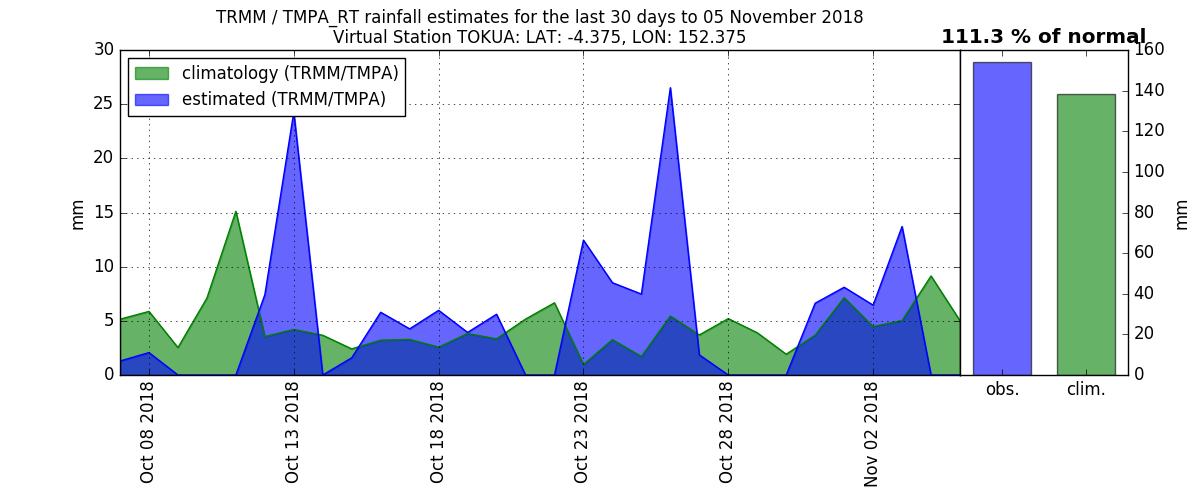 TRMM / TMPA_RT rainfall estimates for the last 30 days to 05 November 2018
Virtual Station TOKUA: LAT: -4.375, LON: 152.375
111.3 % of normal
climatology (TRMM/TMPA)
estimated (TRMM/TMPA)
mm
30
25
20
15
10
5
0
Oct 08 2018
Oct 13 2018
Oct 18 2018
Oct 23 2018
Oct 28 2018
Nov 02 2018
obs.
clim.
160
140
120
100
80
60
40
20
0
mm